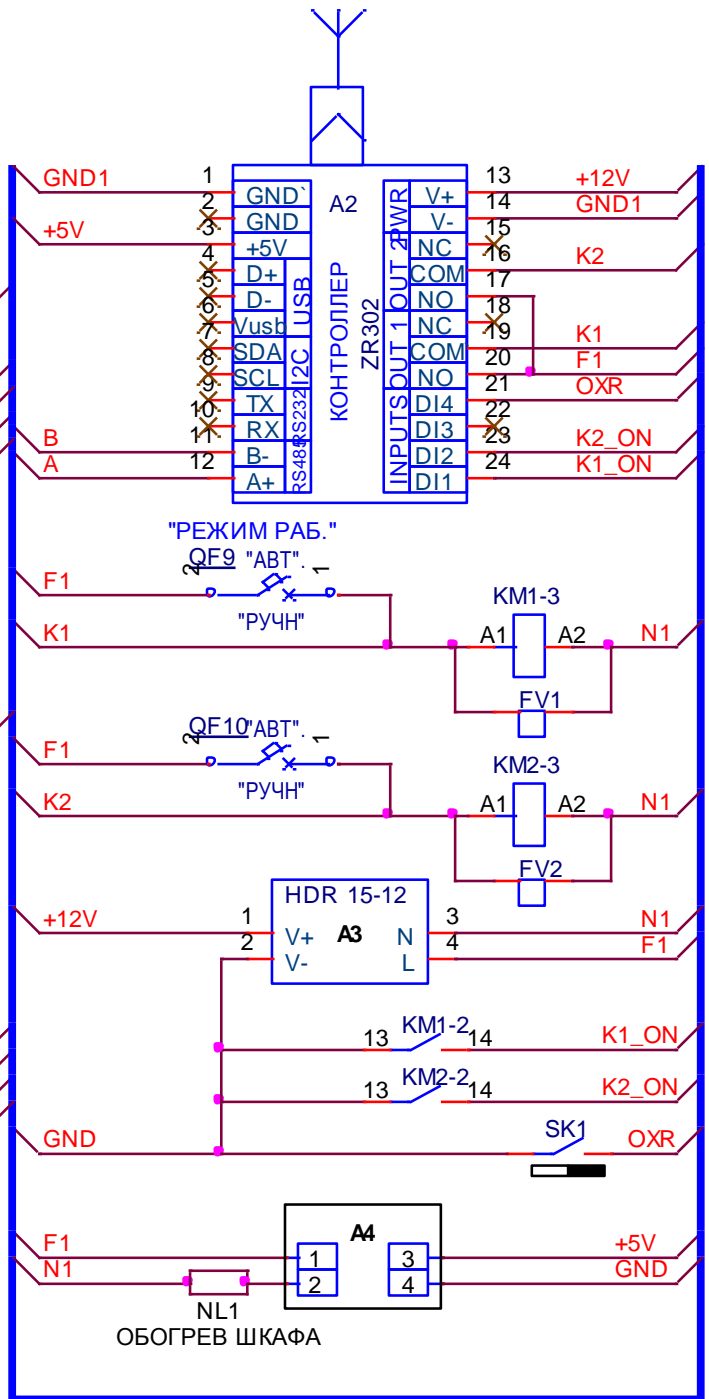 GND1 1 GND` A2 PWR V+ 13 +12V
2 GND V- 14 GND1
+5V 3 +5V NC 15
4 D+ USB OUT 2 COM 16 K2
5 D- NO 17
6 Vusb КОНТРОЛЛЕР ZR302 NC 18
7 SDA I2C OUT 1 COM 19 K1
8 SCL NO 20 F1
9 TX RS232 INPUTS DI4 21 OXR
10 RX DI3 22
B 11 B- RS485 DI2 23 K2_ON
A 12 A+ DI1 24 K1_ON
"РЕЖИМ РАБ."
QF9 "АВТ".
F1 2 1
"РУЧН"
KM1-3
K1 A1 A2 N1
FV1
QF10 "АВТ".
F1 2 1
"РУЧН"
KM2-3
K2 A1 A2 N1
FV2
HDR 15-12
+12V 1 V+ A3 N 3 N1
2 V- L 4 F1
13 KM1-2 14 K1_ON
13 KM2-2 14 K2_ON
GND SK1 OXR
A4
F1 1 3 +5V
N1 2 4 GND
NL1
ОБОГРЕВ ШКАФА